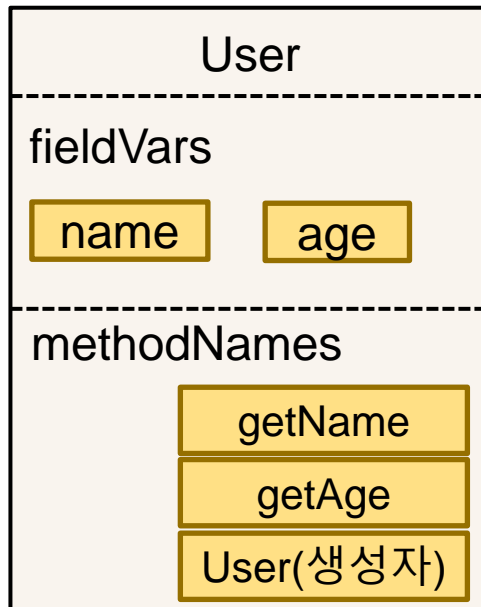 User
fieldVars
name age
methodNames
getName
getAge
User(생성자)